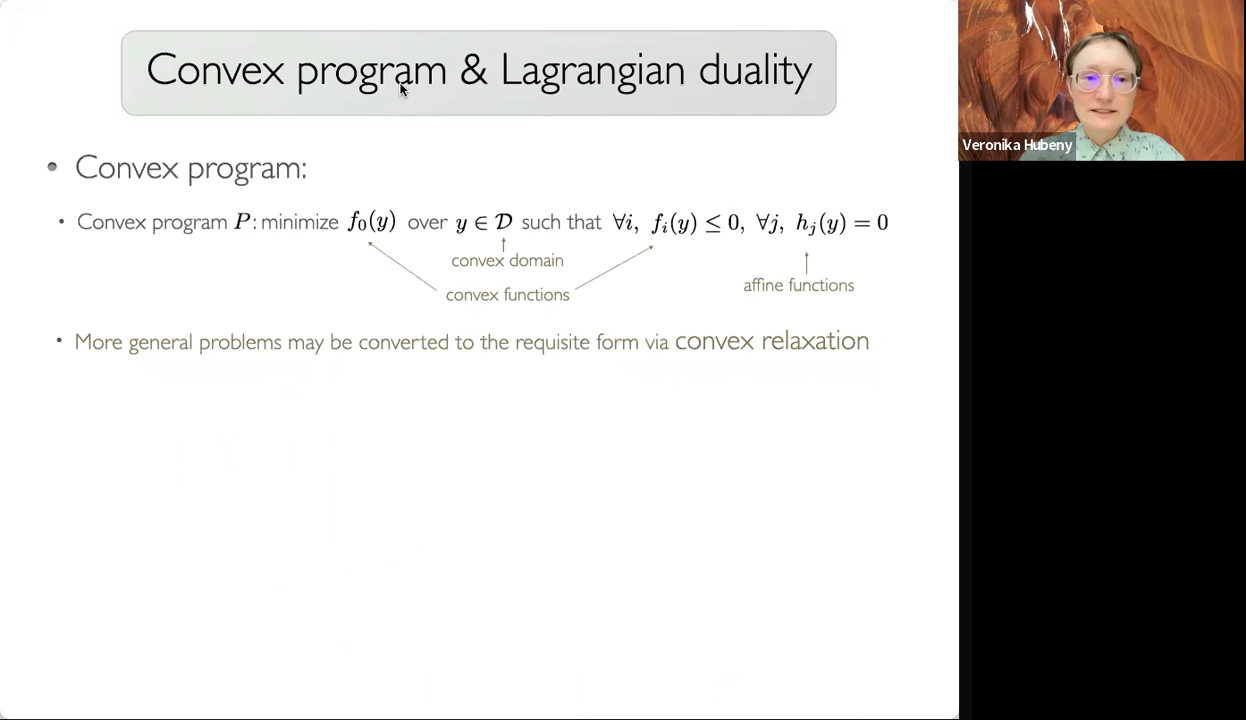 Convex program & Lagrangian duality
• Convex program:
• Convex program P: minimize f₀(y) over y ∈ 𝒟 such that ∀i, fᵢ(y) ≤ 0, ∀j, hⱼ(y) = 0
convex domain
convex functions
affine functions
• More general problems may be converted to the requisite form via convex relaxation
Veronika Hubeny